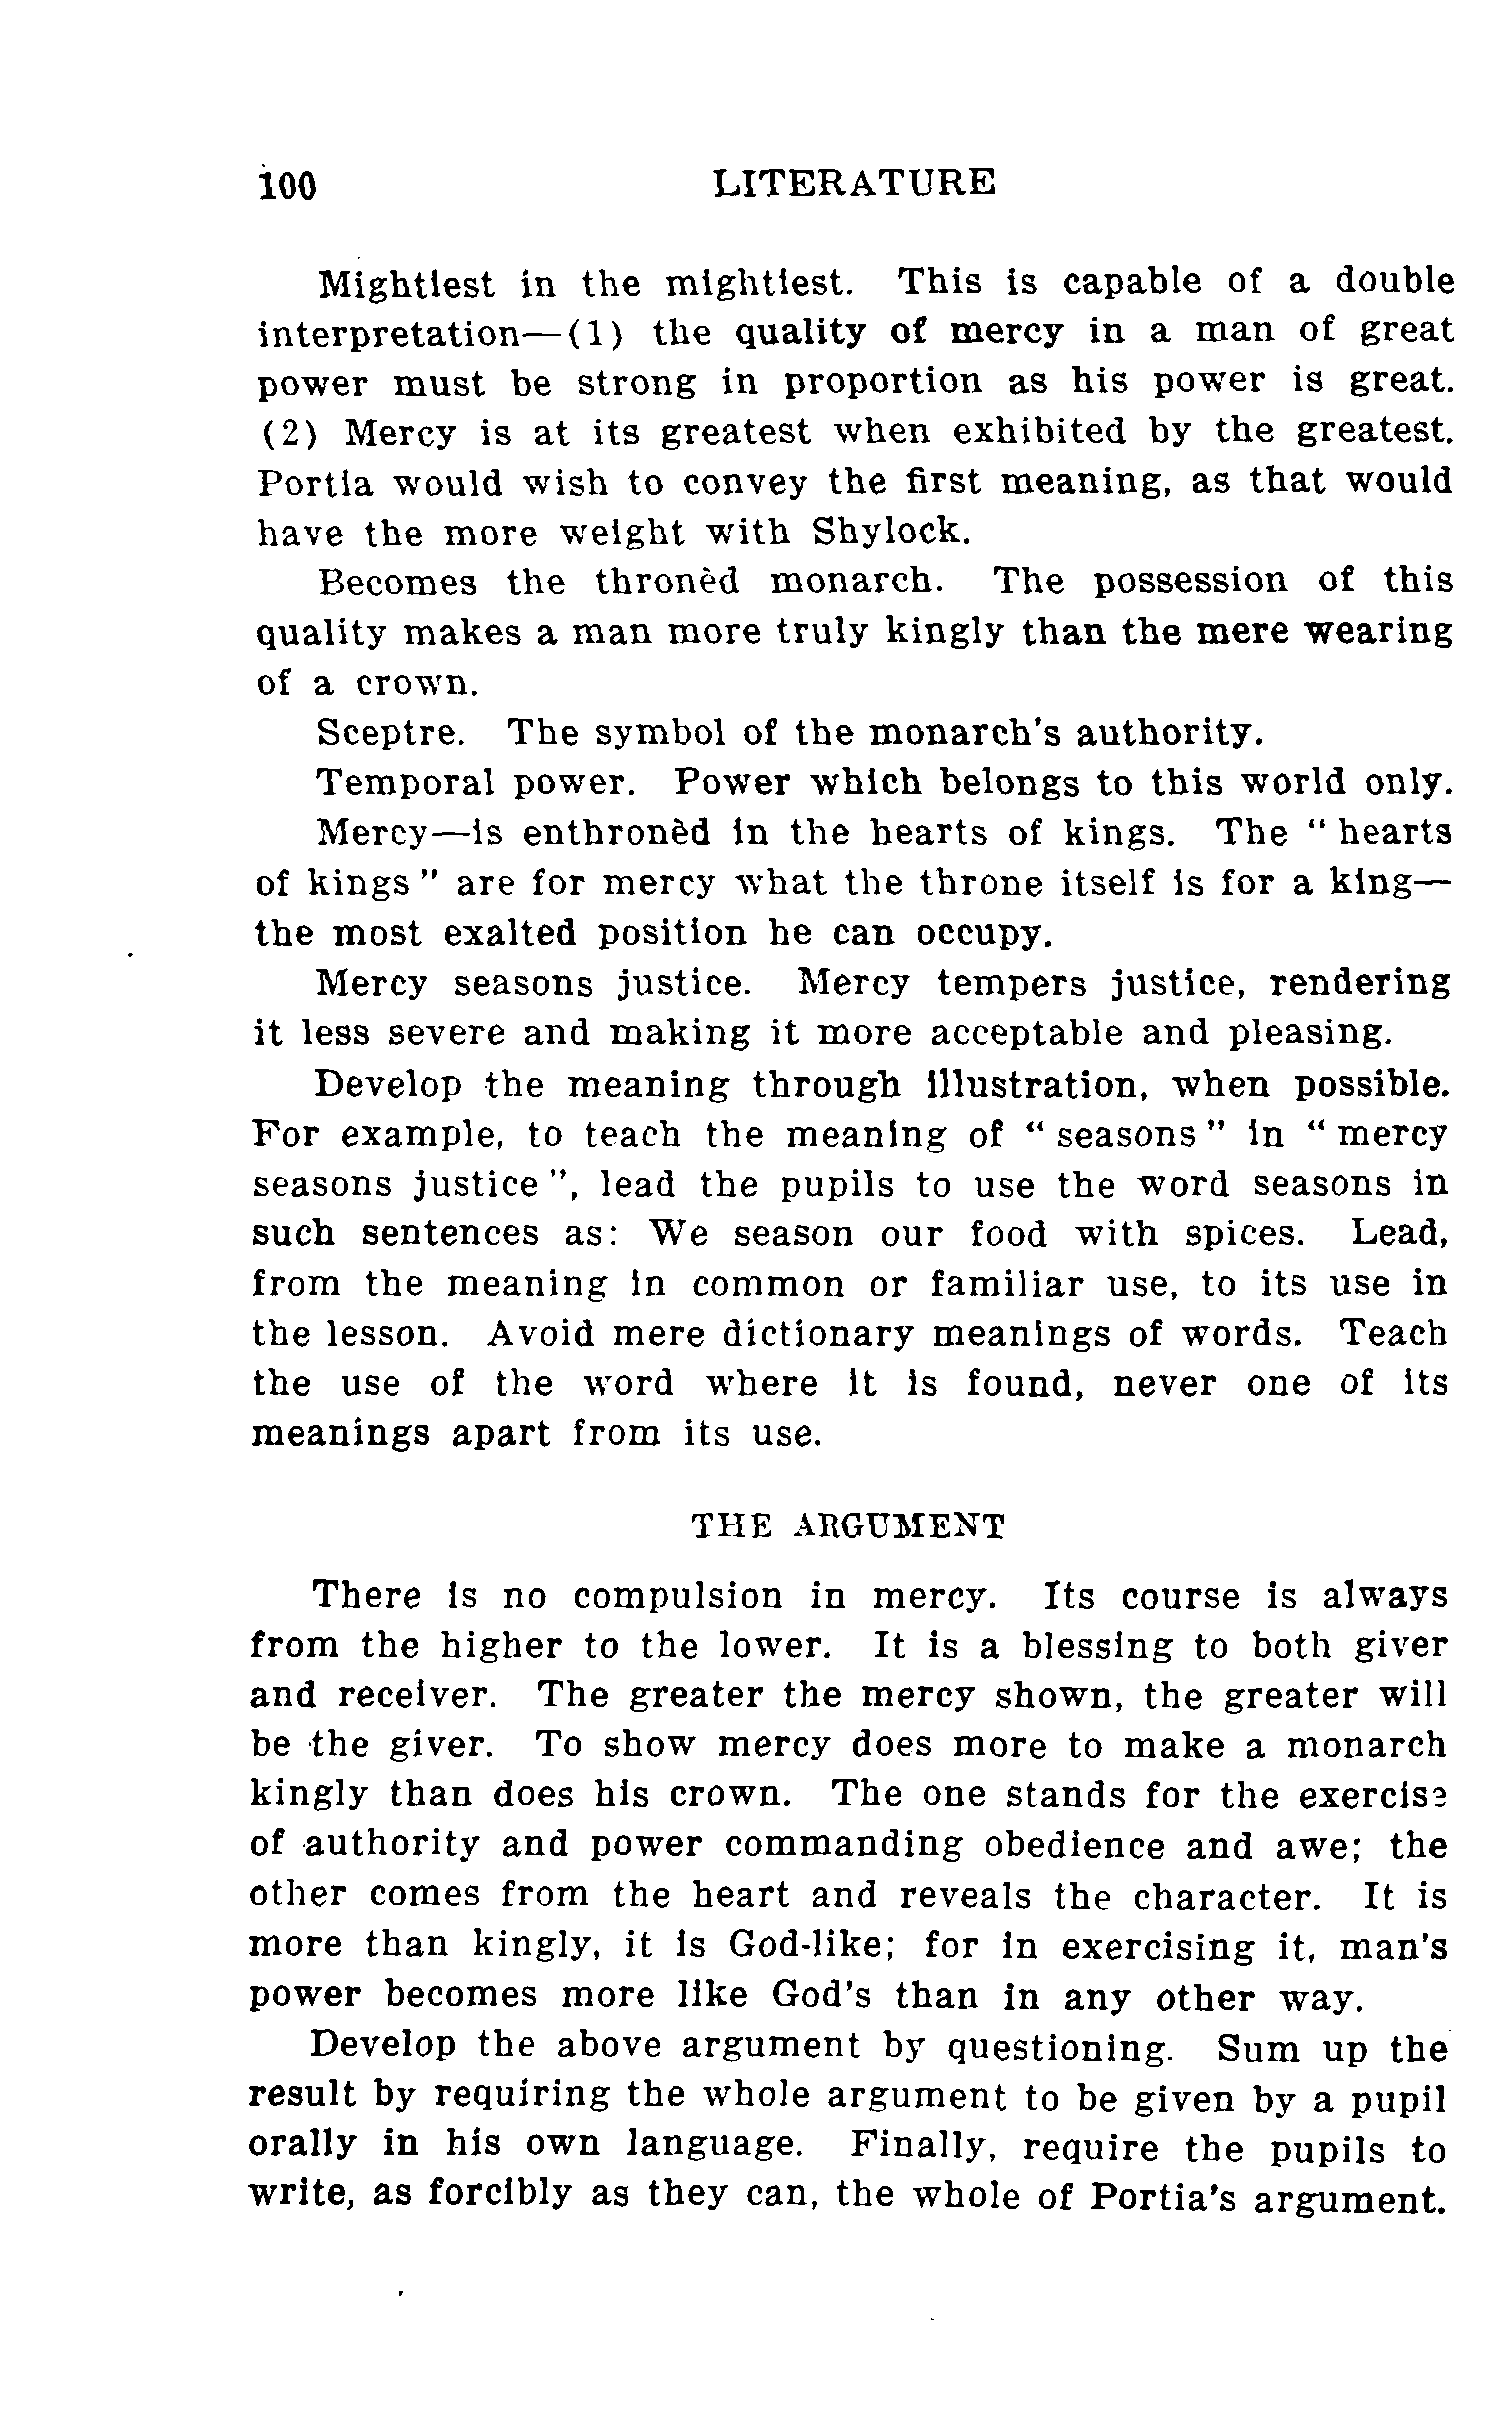 100 LITERATURE
Mightiest in the mightiest. This is capable of a double
interpretation—(1) the quality of mercy in a man of great
power must be strong in proportion as his power is great.
(2) Mercy is at its greatest when exhibited by the greatest.
Portia would wish to convey the first meaning, as that would
have the more weight with Shylock.
Becomes the thronèd monarch. The possession of this
quality makes a man more truly kingly than the mere wearing
of a crown.
Sceptre. The symbol of the monarch's authority.
Temporal power. Power which belongs to this world only.
Mercy—is enthronèd in the hearts of kings. The " hearts
of kings " are for mercy what the throne itself is for a king—
the most exalted position he can occupy.
Mercy seasons justice. Mercy tempers justice, rendering
it less severe and making it more acceptable and pleasing.
Develop the meaning through illustration, when possible.
For example, to teach the meaning of " seasons " in " mercy
seasons justice ", lead the pupils to use the word seasons in
such sentences as: We season our food with spices. Lead,
from the meaning in common or familiar use, to its use in
the lesson. Avoid mere dictionary meanings of words. Teach
the use of the word where it is found, never one of its
meanings apart from its use.
THE ARGUMENT
There is no compulsion in mercy. Its course is always
from the higher to the lower. It is a blessing to both giver
and receiver. The greater the mercy shown, the greater will
be the giver. To show mercy does more to make a monarch
kingly than does his crown. The one stands for the exercise
of authority and power commanding obedience and awe; the
other comes from the heart and reveals the character. It is
more than kingly, it is God-like; for in exercising it, man's
power becomes more like God's than in any other way.
Develop the above argument by questioning. Sum up the
result by requiring the whole argument to be given by a pupil
orally in his own language. Finally, require the pupils to
write, as forcibly as they can, the whole of Portia's argument.